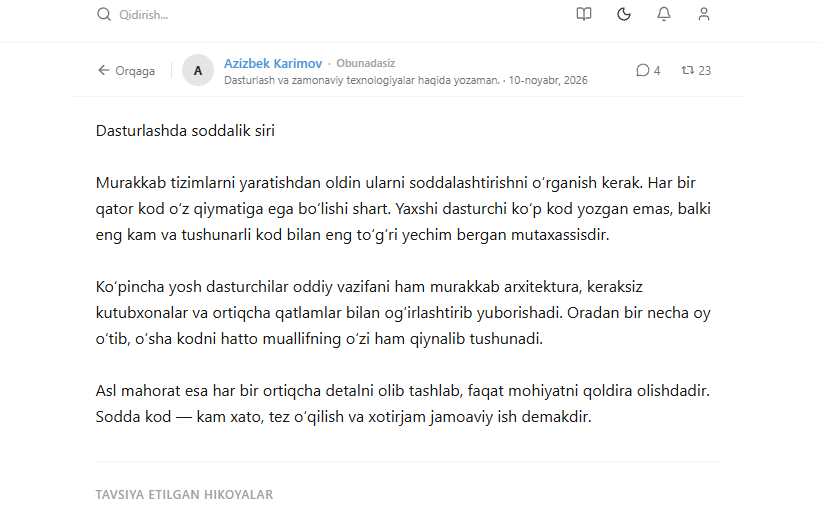 Qidirish...
Orqaga
A
Azizbek Karimov · Obunadasiz
Dasturlash va zamonaviy texnologiyalar haqida yozaman. · 10-noyabr, 2026
4
23
Dasturlashda soddalik siri
Murakkab tizimlarni yaratishdan oldin ularni soddalashtirishni oʻrganish kerak. Har bir
qator kod oʻz qiymatiga ega boʻlishi shart. Yaxshi dasturchi koʻp kod yozgan emas, balki
eng kam va tushunarli kod bilan eng toʻgʻri yechim bergan mutaxassisdir.
Koʻpincha yosh dasturchilar oddiy vazifani ham murakkab arxitektura, keraksiz
kutubxonalar va ortiqcha qatlamlar bilan ogʻirlashtirib yuborishadi. Oradan bir necha oy
oʻtib, oʻsha kodni hatto muallifning oʻzi ham qiynalib tushunadi.
Asl mahorat esa har bir ortiqcha detalni olib tashlab, faqat mohiyatni qoldira olishdadir.
Sodda kod — kam xato, tez oʻqilish va xotirjam jamoaviy ish demakdir.
TAVSIYA ETILGAN HIKOYALAR